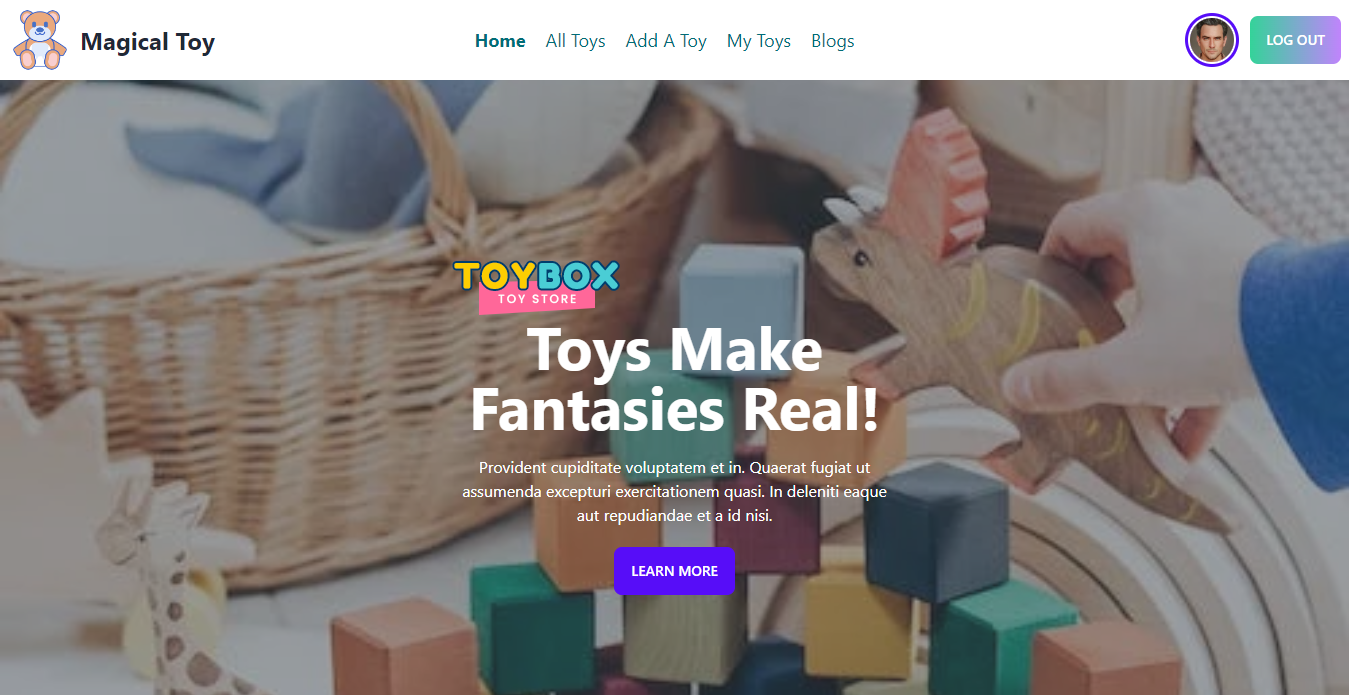 Magical Toy
Home All Toys Add A Toy My Toys Blogs
LOG OUT
TOYBOX
TOY STORE
Toys Make
Fantasies Real!
Provident cupiditate voluptatem et in. Quaerat fugiat ut
assumenda excepturi exercitationem quasi. In deleniti eaque
aut repudiandae et a id nisi.
LEARN MORE